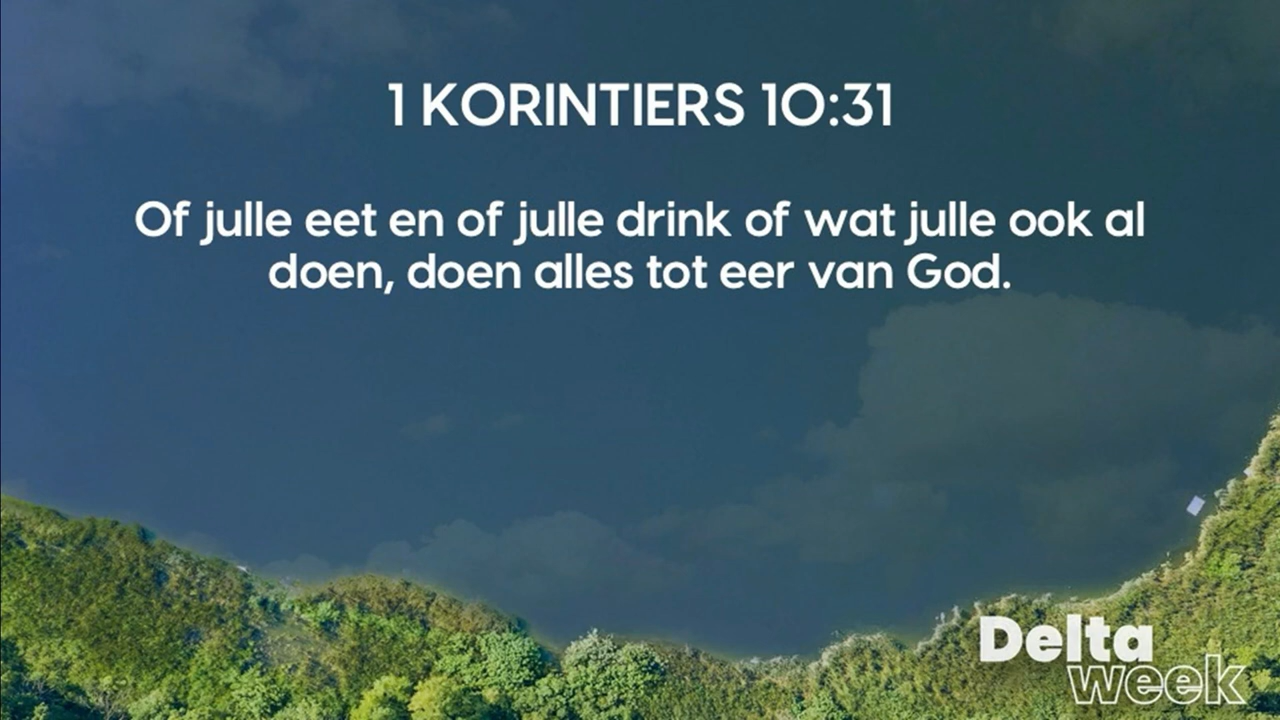 1 KORINTIERS 10:31
Of julle eet en of julle drink of wat julle ook al
doen, doen alles tot eer van God.
Delta
week